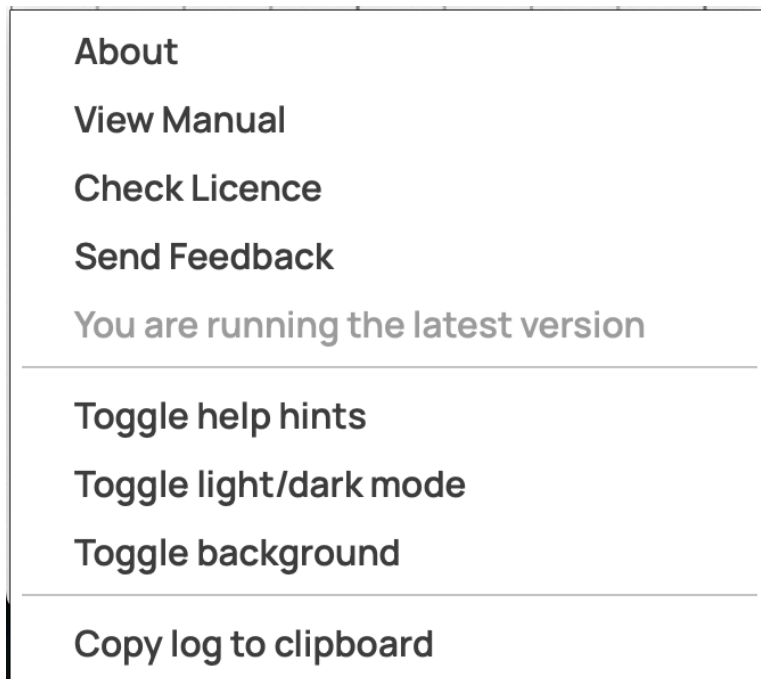 About
View Manual
Check Licence
Send Feedback
You are running the latest version
Toggle help hints
Toggle light/dark mode
Toggle background
Copy log to clipboard